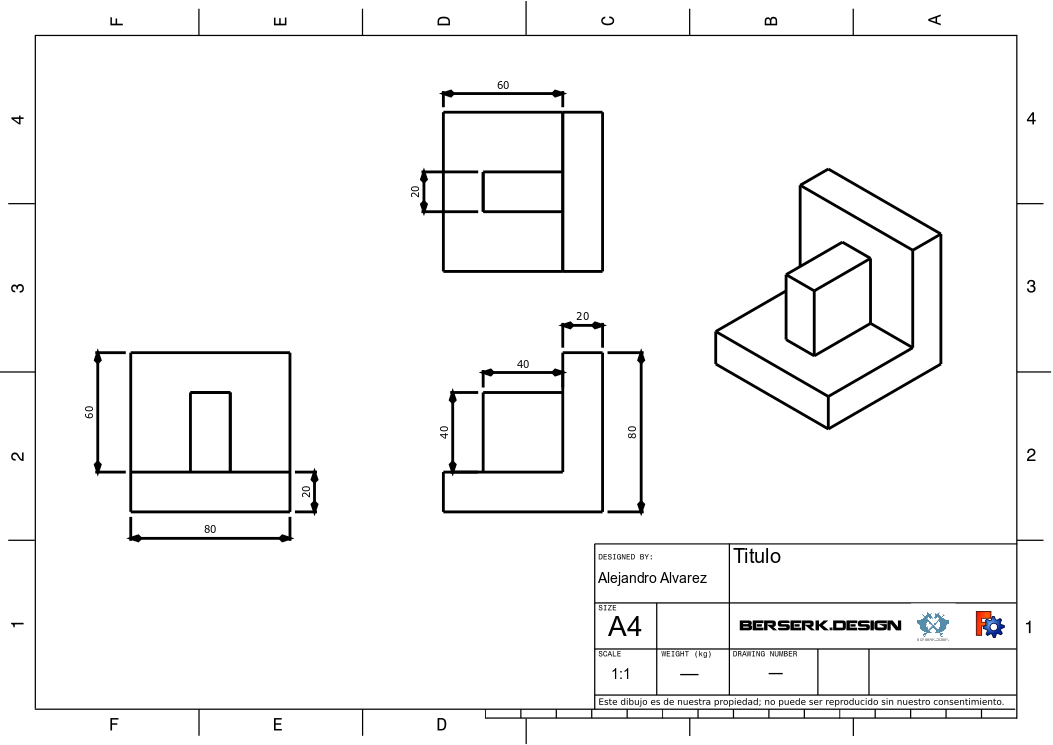 F E D C B A
60
4 4
20
3 3
20
40
60
40
80
2 2
20
80
DESIGNED BY:
Titulo
Alejandro Alvarez
SIZE
A4
BERSERK.DESIGN
1 1
SCALE
WEIGHT (kg)
DRAWING NUMBER
1:1
—
—
Este dibujo es de nuestra propiedad; no puede ser reproducido sin nuestro consentimiento.
F E D